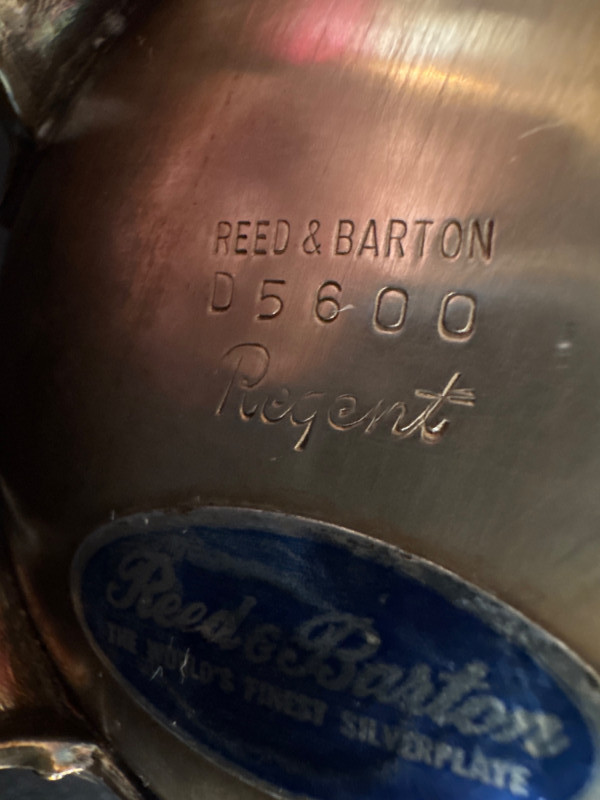 REED & BARTON
D5600
Regent
Reed & Barton
THE WORLD'S FINEST SILVERPLATE